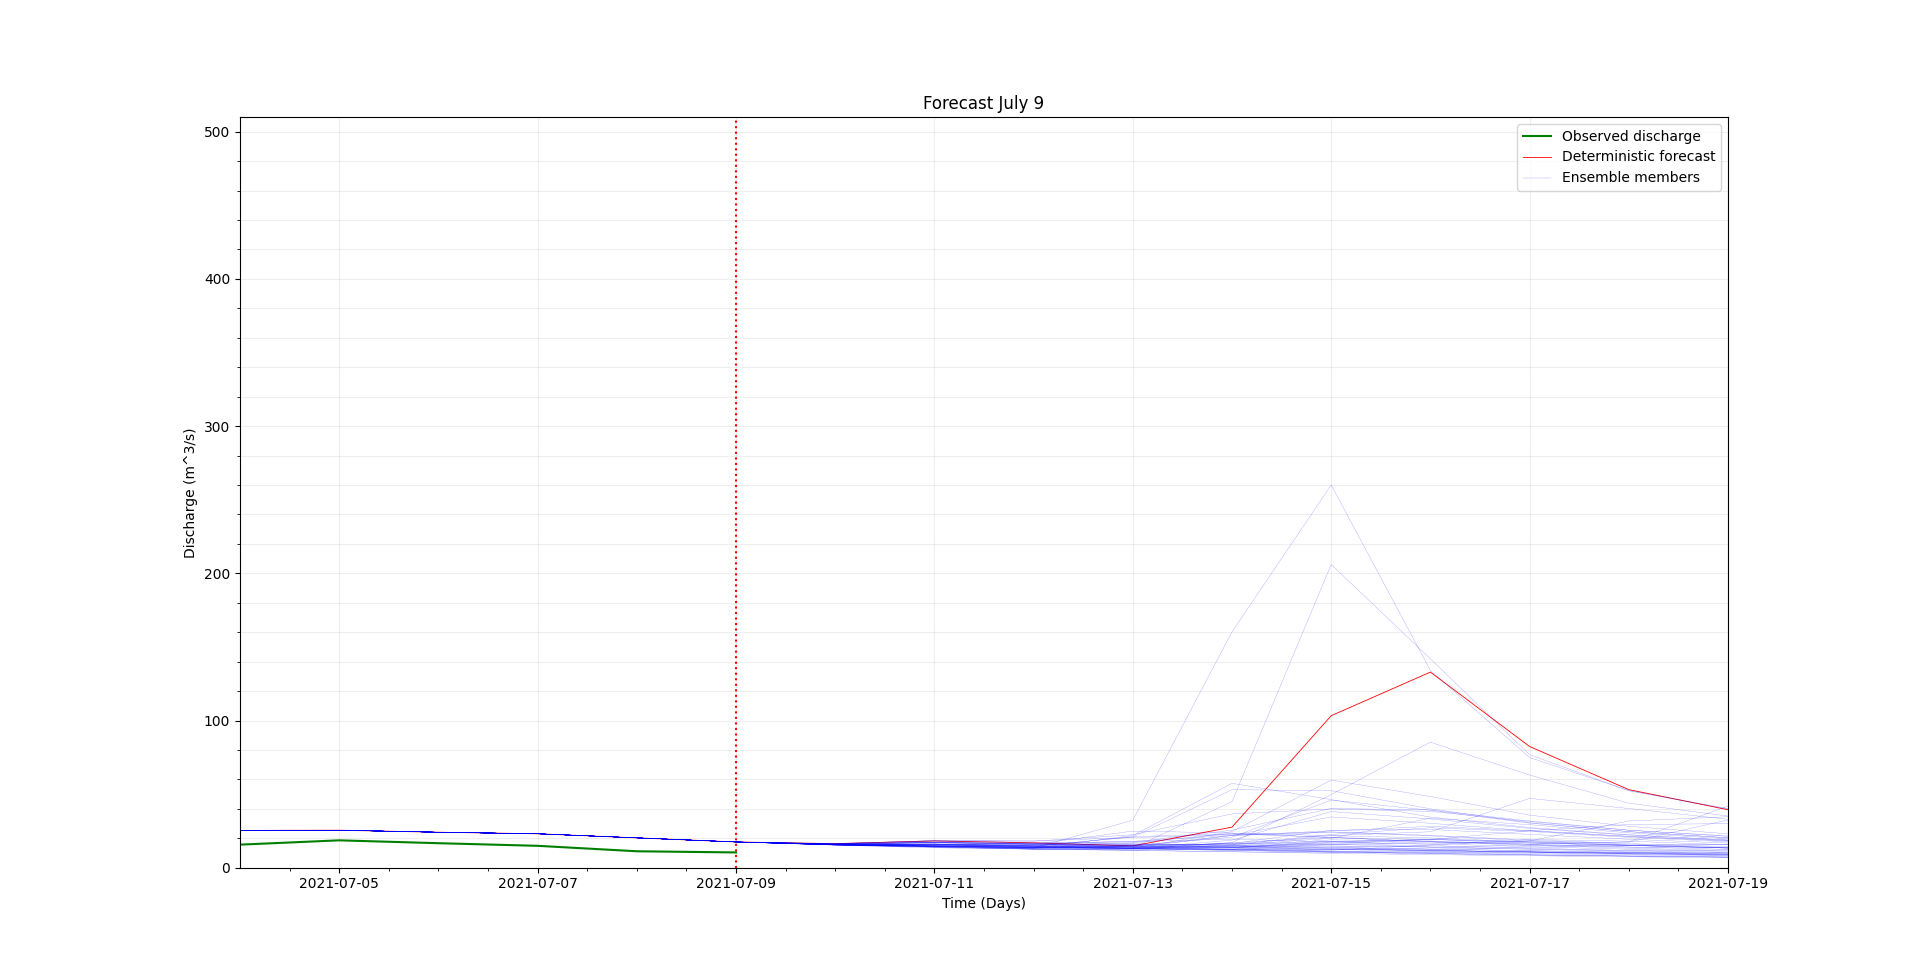 Forecast July 9
Observed discharge
Deterministic forecast
Ensemble members
Discharge (m^3/s)
500
400
300
200
100
0
2021-07-05
2021-07-07
2021-07-09
2021-07-11
2021-07-13
2021-07-15
2021-07-17
2021-07-19
Time (Days)